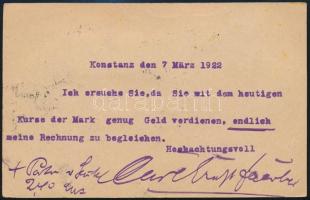 Konstanz den 7 März 1922
Ich ersuche Sie,da Sie mit dem heutigen
Kurse der Mark genug Geld verdienen, endlich
meine Rechnung zu begleichen.
Hochachtungsvoll